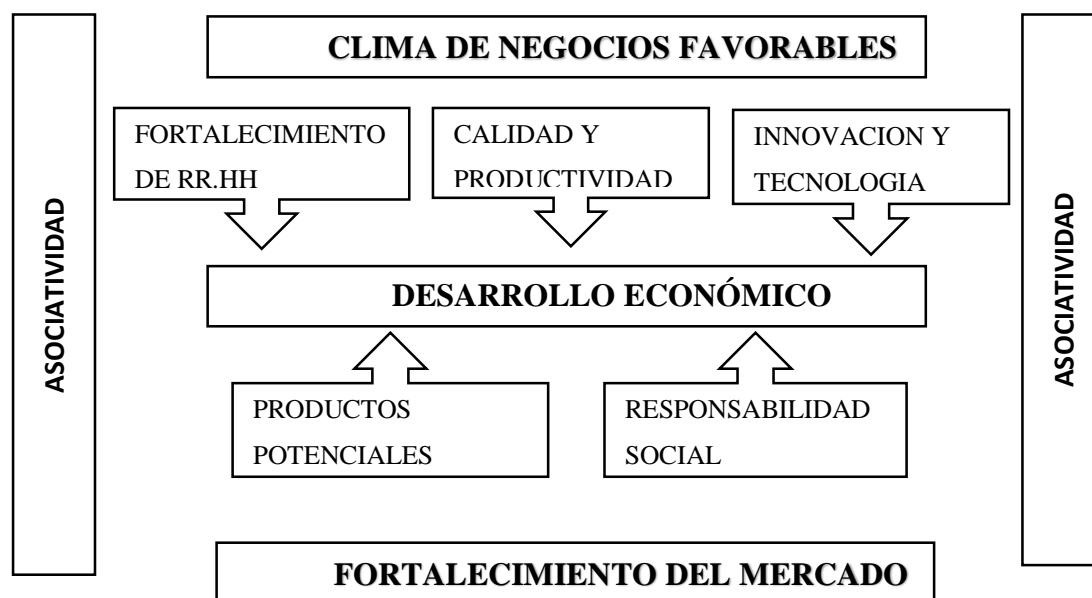 CLIMA DE NEGOCIOS FAVORABLES
ASOCIATIVIDAD
FORTALECIMIENTO
DE RR.HH
CALIDAD Y
PRODUCTIVIDAD
INNOVACION Y
TECNOLOGIA
ASOCIATIVIDAD
DESARROLLO ECONÓMICO
PRODUCTOS
POTENCIALES
RESPONSABILIDAD
SOCIAL
FORTALECIMIENTO DEL MERCADO